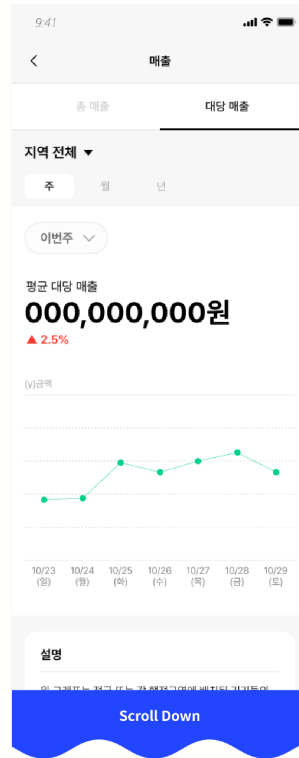 9:41
매출
총 매출
대당 매출
지역 전체 ▼
주 월 년
이번주
평균 대당 매출
000,000,000원
▲ 2.5%
(y)금액
10/23 10/24 10/25 10/26 10/27 10/28 10/29
(일) (월) (화) (수) (목) (금) (토)
설명
Scroll Down